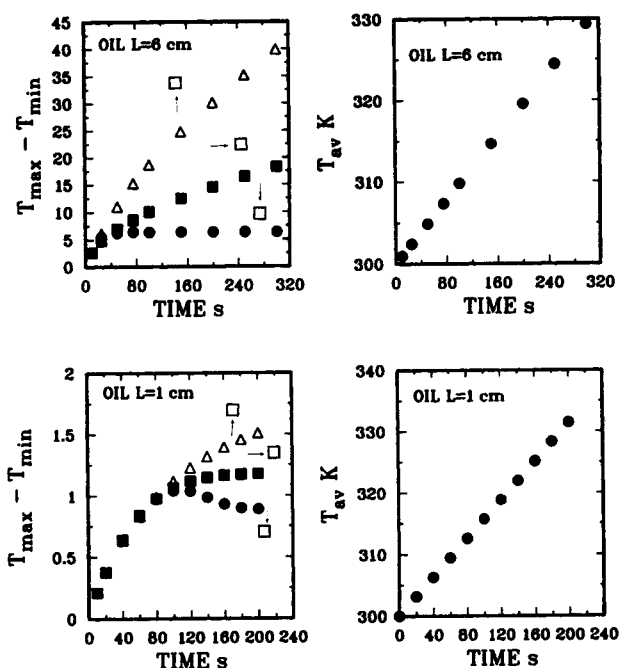 OIL L=6 cm
45
40
35
30
25
20
15
10
5
0
T_max − T_min
0 80 160 240 320
TIME s
OIL L=6 cm
330
320
310
300
T_av K
0 80 160 240 320
TIME s
OIL L=1 cm
2
1.5
1
0.5
0
T_max − T_min
0 40 80 120 160 200 240
TIME s
OIL L=1 cm
340
330
320
310
300
T_av K
0 40 80 120 160 200 240
TIME s